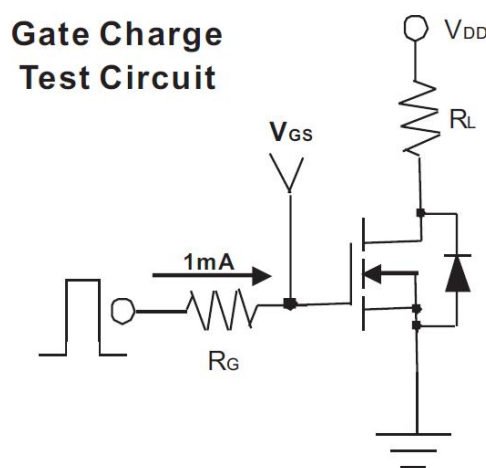 Gate Charge
Test Circuit
VDD
RL
VGS
1mA
RG